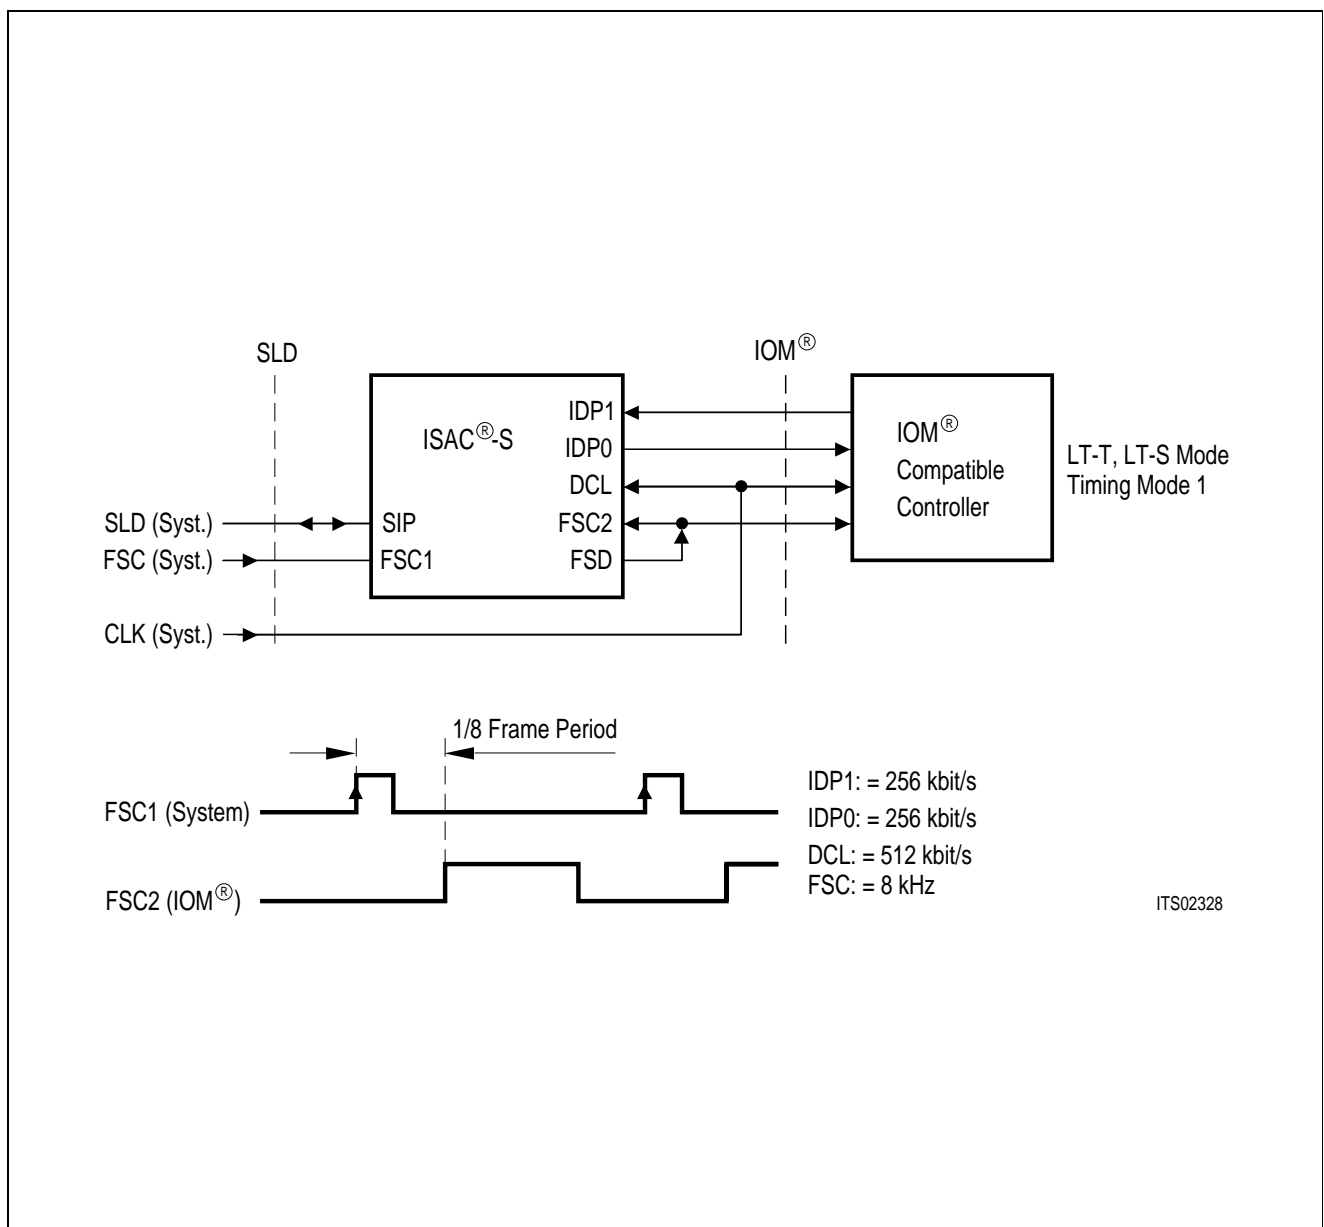 SLD
IOM®
ISAC®-S
IDP1
IDP0
DCL
FSC2
FSD
SIP
FSC1
IOM®
Compatible
Controller
LT-T, LT-S Mode
Timing Mode 1
SLD (Syst.)
FSC (Syst.)
CLK (Syst.)
1/8 Frame Period
FSC1 (System)
FSC2 (IOM®)
IDP1: = 256 kbit/s
IDP0: = 256 kbit/s
DCL: = 512 kbit/s
FSC: = 8 kHz
ITS02328